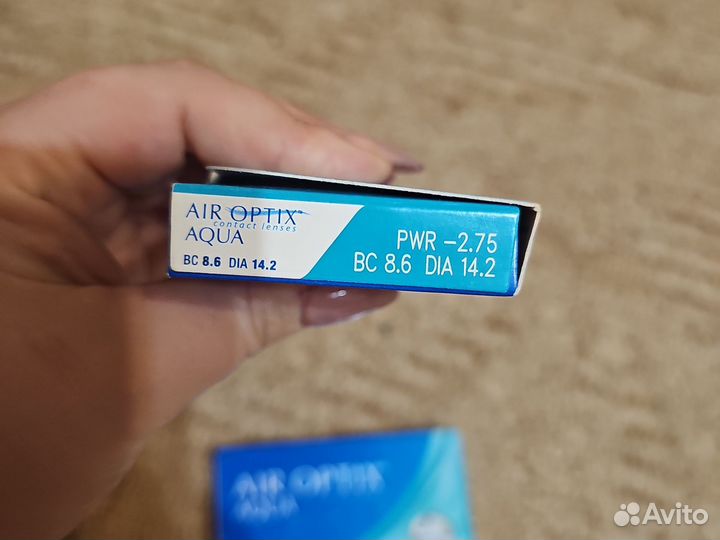 AIR OPTIX™
contact lenses
AQUA
BC 8.6 DIA 14.2
PWR -2.75
BC 8.6 DIA 14.2
AIR OPTIX
AQUA
Avito